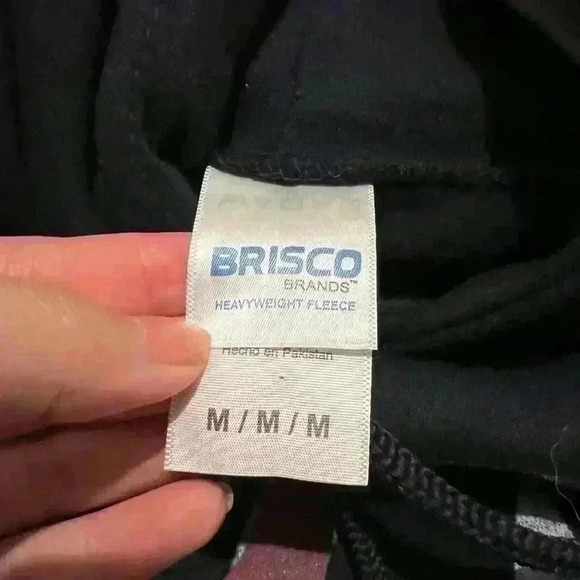 BRISCO
BRANDS™
HEAVYWEIGHT FLEECE
Hecho en Pakistan
M / M / M